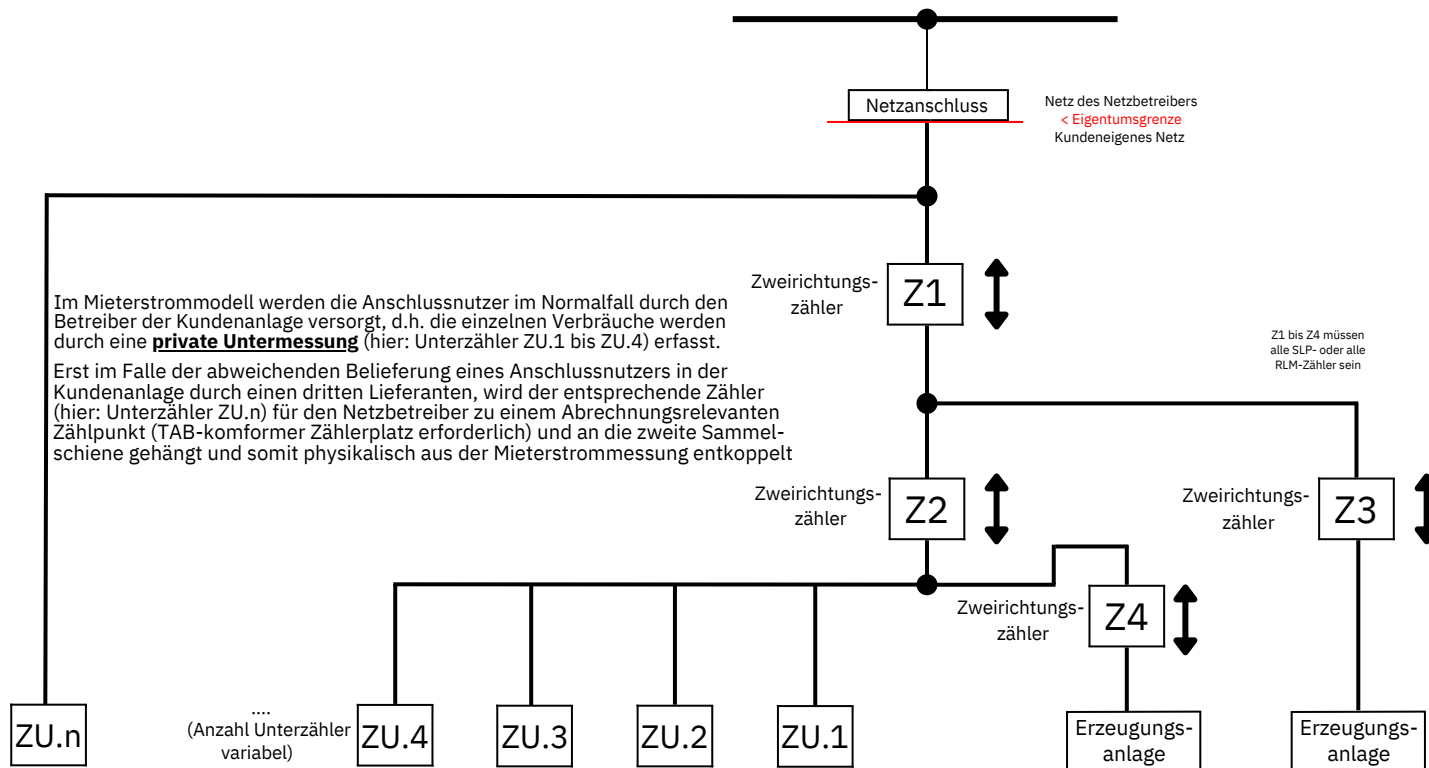 Netzanschluss
Netz des Netzbetreibers
< Eigentumsgrenze
Kundeneigenes Netz
Zweirichtungs-
zähler
Z1
Im Mieterstrommodell werden die Anschlussnutzer im Normalfall durch den
Betreiber der Kundenanlage versorgt, d.h. die einzelnen Verbräuche werden
durch eine private Untermessung (hier: Unterzähler ZU.1 bis ZU.4) erfasst.
Erst im Falle der abweichenden Belieferung eines Anschlussnutzers in der
Kundenanlage durch einen dritten Lieferanten, wird der entsprechende Zähler
(hier: Unterzähler ZU.n) für den Netzbetreiber zu einem Abrechnungsrelevanten
Zählpunkt (TAB-komformer Zählerplatz erforderlich) und an die zweite Sammel-
schiene gehängt und somit physikalisch aus der Mieterstrommessung entkoppelt
Z1 bis Z4 müssen
alle SLP- oder alle
RLM-Zähler sein
Zweirichtungs-
zähler
Z2
Zweirichtungs-
zähler
Z3
Zweirichtungs-
zähler
Z4
ZU.n
....
(Anzahl Unterzähler
variabel)
ZU.4
ZU.3
ZU.2
ZU.1
Erzeugungs-
anlage
Erzeugungs-
anlage